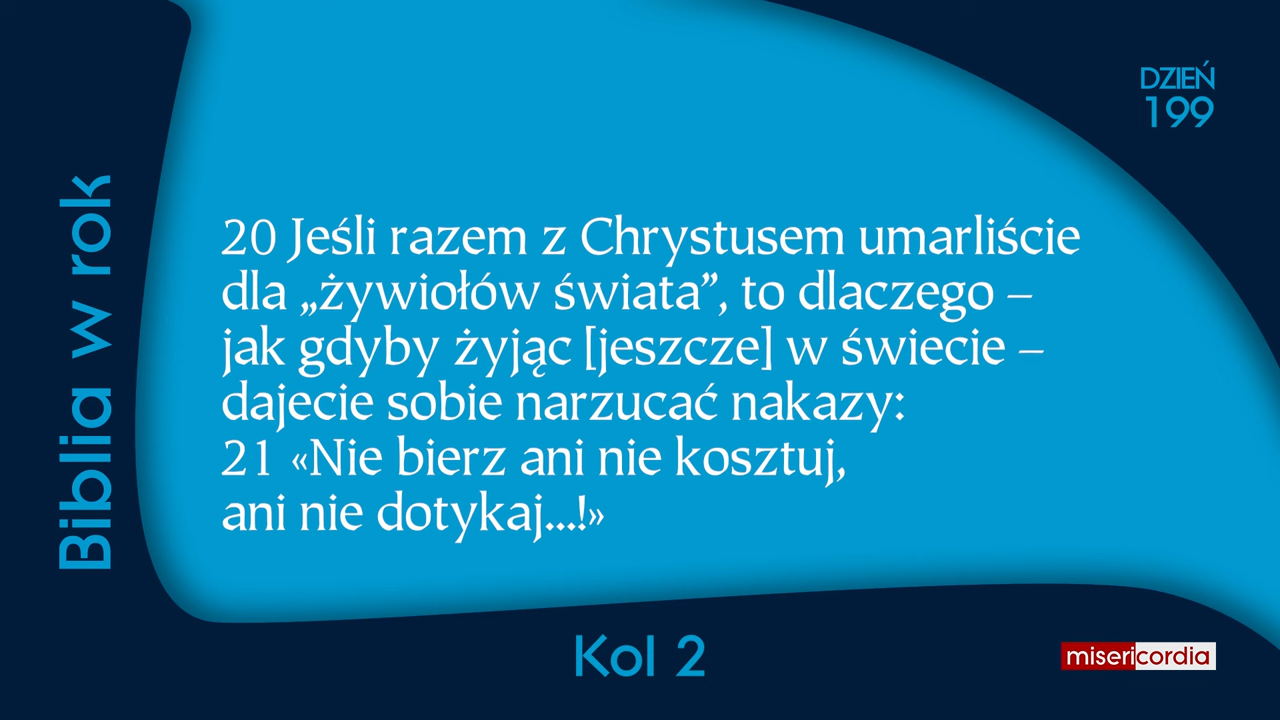 DZIEŃ
199
Biblia w rok
20 Jeśli razem z Chrystusem umarliście
dla „żywiołów świata”, to dlaczego –
jak gdyby żyjąc [jeszcze] w świecie –
dajecie sobie narzucać nakazy:
21 «Nie bierz ani nie kosztuj,
ani nie dotykaj...!»
Kol 2
misericordia